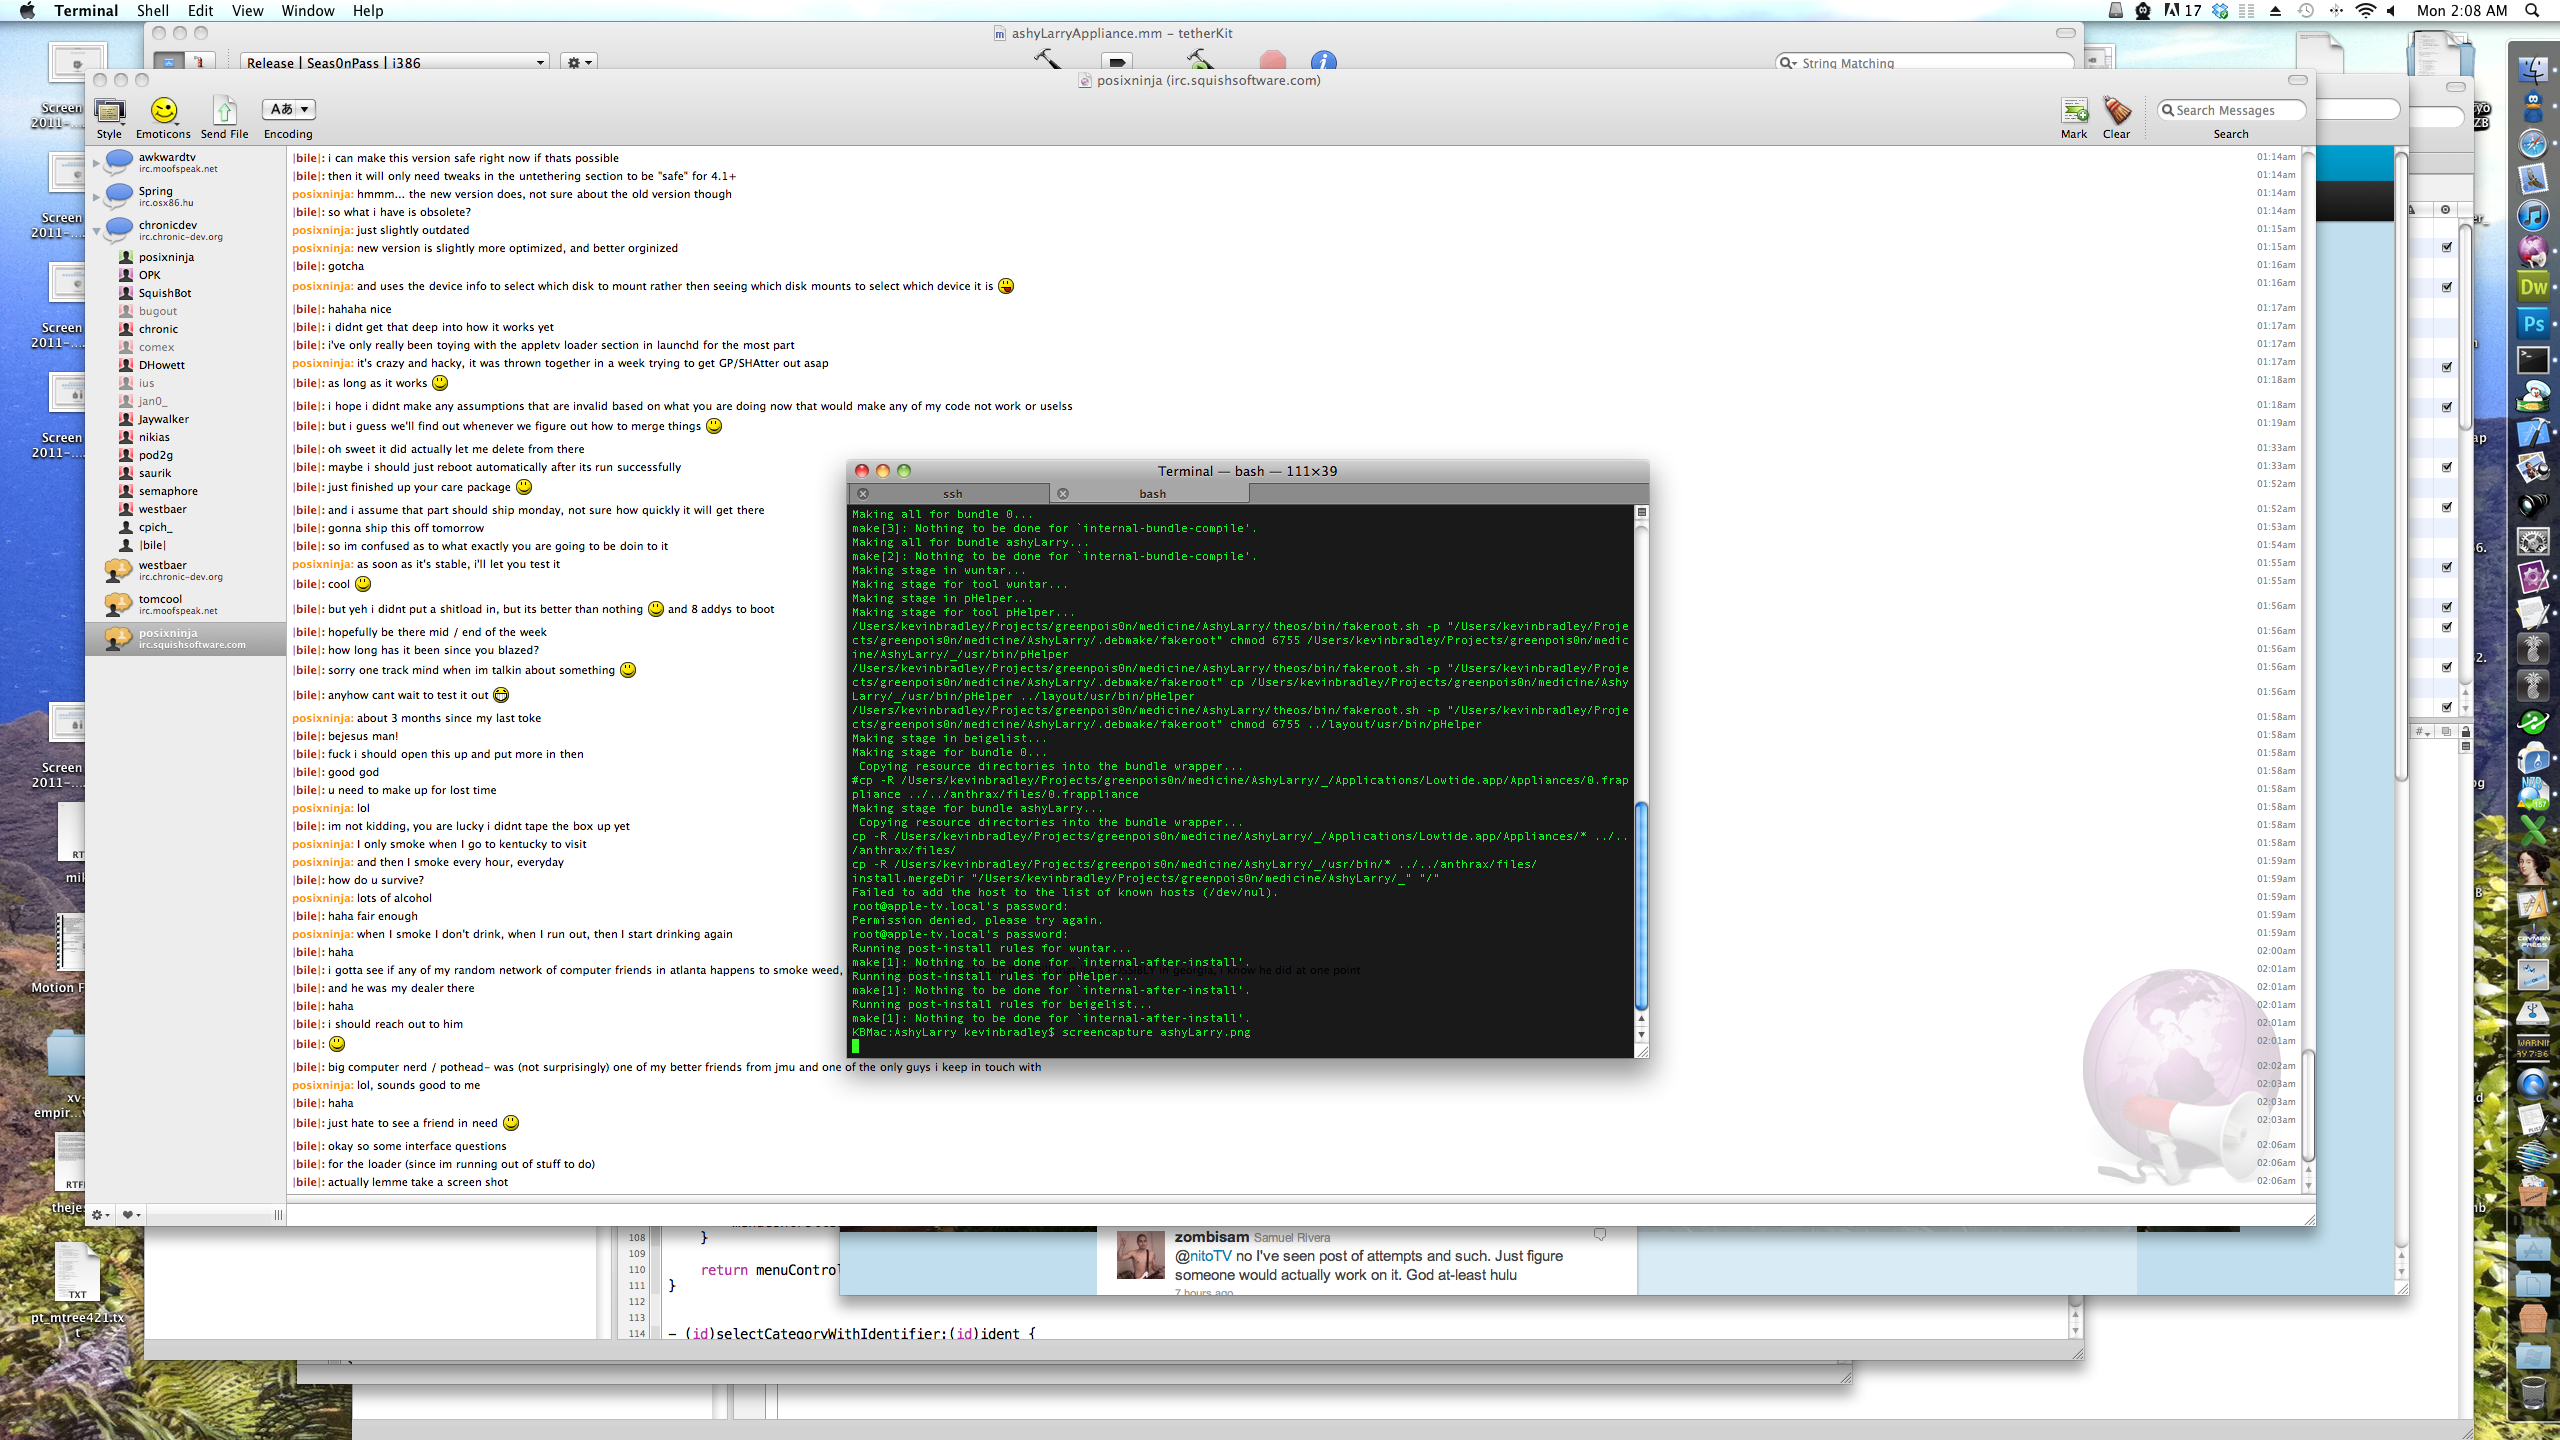 Terminal Shell Edit View Window Help
17 Mon 2:08 AM
ashyLarryAppliance.mm – tetherKit
Release | Seas0nPass | i386
String Matching
posixninja (irc.squishsoftware.com)
Style Emoticons Send File Encoding
Mark Clear Search Messages
Search
awkwardtv
irc.moofspeak.net
Spring
irc.osx86.hu
chronicdev
irc.chronic-dev.org
posixninja
OPK
SquishBot
bugout
chronic
comex
DHowett
ius
jan0_
Jaywalker
nikias
pod2g
saurik
semaphore
westbaer
cpich_
|bile|
westbaer
irc.chronic-dev.org
tomcool
irc.moofspeak.net
posixninja
irc.squishsoftware.com
|bile|: i can make this version safe right now if thats possible 01:14am
|bile|: then it will only need tweaks in the untethering section to be "safe" for 4.1+ 01:14am
posixninja: hmmm... the new version does, not sure about the old version though 01:14am
|bile|: so what i have is obsolete? 01:14am
posixninja: just slightly outdated 01:15am
posixninja: new version is slightly more optimized, and better orginized 01:15am
|bile|: gotcha 01:16am
posixninja: and uses the device info to select which disk to mount rather then seeing which disk mounts to select which device it is 01:16am
|bile|: hahaha nice 01:17am
|bile|: i didnt get that deep into how it works yet 01:17am
|bile|: i've only really been toying with the appletv loader section in launchd for the most part 01:17am
posixninja: it's crazy and hacky, it was thrown together in a week trying to get GP/SHAtter out asap 01:17am
|bile|: as long as it works 01:18am
|bile|: i hope i didnt make any assumptions that are invalid based on what you are doing now that would make any of my code not work or uselss 01:18am
|bile|: but i guess we'll find out whenever we figure out how to merge things 01:19am
|bile|: oh sweet it did actually let me delete from there 01:33am
|bile|: maybe i should just reboot automatically after its run successfully 01:33am
|bile|: just finished up your care package 01:52am
|bile|: and i assume that part should ship monday, not sure how quickly it will get there 01:52am
|bile|: gonna ship this off tomorrow 01:53am
|bile|: so im confused as to what exactly you are going to be doin to it 01:54am
posixninja: as soon as it's stable, i'll let you test it 01:55am
|bile|: cool 01:55am
|bile|: but yeh i didnt put a shitload in, but its better than nothing and 8 addys to boot 01:56am
|bile|: hopefully be there mid / end of the week 01:56am
|bile|: how long has it been since you blazed? 01:56am
|bile|: sorry one track mind when im talkin about something 01:56am
|bile|: anyhow cant wait to test it out 01:56am
posixninja: about 3 months since my last toke 01:58am
|bile|: bejesus man! 01:58am
|bile|: fuck i should open this up and put more in then 01:58am
|bile|: good god 01:58am
|bile|: u need to make up for lost time 01:58am
posixninja: lol 01:58am
|bile|: im not kidding, you are lucky i didnt tape the box up yet 01:58am
posixninja: I only smoke when I go to kentucky to visit 01:58am
posixninja: and then I smoke every hour, everyday 01:59am
|bile|: how do u survive? 01:59am
posixninja: lots of alcohol 01:59am
|bile|: haha fair enough 01:59am
posixninja: when I smoke I don't drink, when I run out, then I start drinking again 01:59am
|bile|: haha 02:00am
|bile|: i gotta see if any of my random network of computer friends in atlanta happens to smoke weed, POSSIBLY in georgia, i know he did at one point 02:01am
|bile|: and he was my dealer there 02:01am
|bile|: haha 02:01am
|bile|: i should reach out to him 02:01am
|bile|: 02:01am
|bile|: big computer nerd / pothead- was (not surprisingly) one of my better friends from jmu and one of the only guys i keep in touch with 02:02am
posixninja: lol, sounds good to me 02:03am
|bile|: haha 02:03am
|bile|: just hate to see a friend in need 02:03am
|bile|: okay so some interface questions 02:06am
|bile|: for the loader (since im running out of stuff to do) 02:06am
|bile|: actually lemme take a screen shot 02:06am
Terminal — bash — 111×39
ssh bash
Making all for bundle 0...
make[3]: Nothing to be done for `internal-bundle-compile'.
Making all for bundle ashyLarry...
make[2]: Nothing to be done for `internal-bundle-compile'.
Making stage in wuntar...
Making stage for tool wuntar...
Making stage in pHelper...
Making stage for tool pHelper...
/Users/kevinbradley/Projects/greenpois0n/medicine/AshyLarry/theos/bin/fakeroot.sh -p "/Users/kevinbradley/Proje
cts/greenpois0n/medicine/AshyLarry/.debmake/fakeroot" chmod 6755 /Users/kevinbradley/Projects/greenpois0n/medic
ine/AshyLarry/_/usr/bin/pHelper
/Users/kevinbradley/Projects/greenpois0n/medicine/AshyLarry/theos/bin/fakeroot.sh -p "/Users/kevinbradley/Proje
cts/greenpois0n/medicine/AshyLarry/.debmake/fakeroot" cp /Users/kevinbradley/Projects/greenpois0n/medicine/Ashy
Larry/_/usr/bin/pHelper ../layout/usr/bin/pHelper
/Users/kevinbradley/Projects/greenpois0n/medicine/AshyLarry/theos/bin/fakeroot.sh -p "/Users/kevinbradley/Proje
cts/greenpois0n/medicine/AshyLarry/.debmake/fakeroot" chmod 6755 ../layout/usr/bin/pHelper
Making stage in beigelist...
Making stage for bundle 0...
Copying resource directories into the bundle wrapper...
#cp -R /Users/kevinbradley/Projects/greenpois0n/medicine/AshyLarry/_/Applications/Lowtide.app/Appliances/0.frap
pliance ../../anthrax/files/0.frappliance
Making stage for bundle ashyLarry...
Copying resource directories into the bundle wrapper...
cp -R /Users/kevinbradley/Projects/greenpois0n/medicine/AshyLarry/_/Applications/Lowtide.app/Appliances/* ../..
/anthrax/files/
cp -R /Users/kevinbradley/Projects/greenpois0n/medicine/AshyLarry/_/usr/bin/* ../../anthrax/files/
install.mergeDir "/Users/kevinbradley/Projects/greenpois0n/medicine/AshyLarry/_" "/"
Failed to add the host to the list of known hosts (/dev/nul).
root@apple-tv.local's password:
Permission denied, please try again.
root@apple-tv.local's password:
Running post-install rules for wuntar...
make[1]: Nothing to be done for `internal-after-install'.
Running post-install rules for pHelper...
make[1]: Nothing to be done for `internal-after-install'.
Running post-install rules for beigelist...
make[1]: Nothing to be done for `internal-after-install'.
KBMac:AshyLarry kevinbradley$ screencapture ashyLarry.png
zombisam Samuel Rivera
@nitoTV no I've seen post of attempts and such. Just figure
someone would actually work on it. God at-least hulu
7 hours ago
108 }
109
110 return menuControl
111 }
112
113
114 - (id)selectCategoryWithIdentifier:(id)ident {
Screen
2011-...
Screen
2011-...
Screen
2011-...
Screen
2011-...
Screen
2011-...
RT
mik
Motion F
xv-
empir...
RTF
thejes
TXT
pt_mtree421.tx
t
Dw
Ps